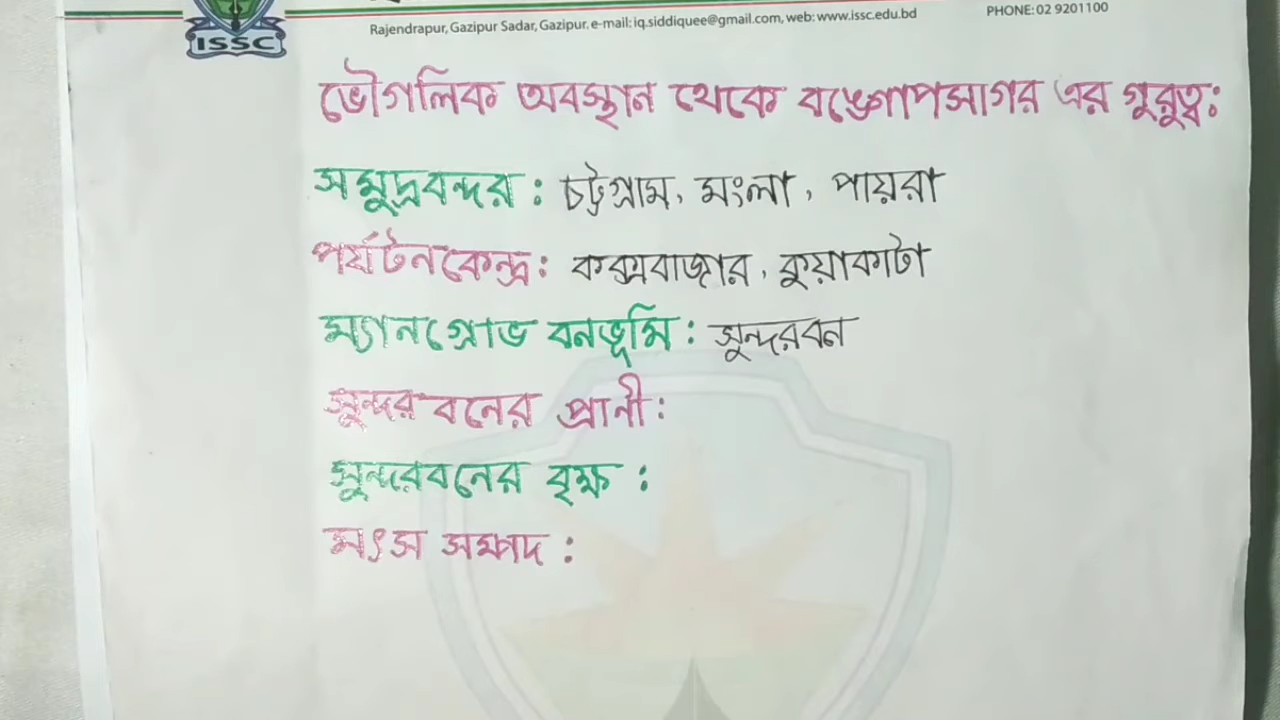 ISSC
Rajendrapur, Gazipur Sadar, Gazipur. e-mail: iq.siddiquee@gmail.com, web: www.issc.edu.bd
PHONE: 02 9201100
ভৌগলিক অবস্থান থেকে বঙ্গোপসাগর এর গুরুত্ব:
সমুদ্রবন্দর : চট্টগ্রাম, মংলা, পায়রা
পর্যটনকেন্দ্র: কক্সবাজার, কুয়াকাটা
ম্যানগ্রোভ বনভূমি : সুন্দরবন
সুন্দরবনের প্রানী:
সুন্দরবনের বৃক্ষ :
মৎস সম্পদ :